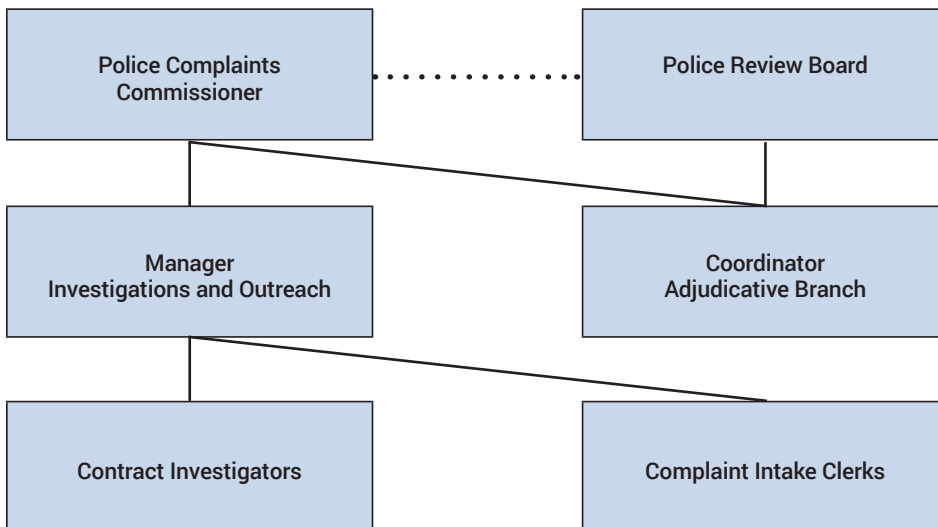 Police Complaints
Commissioner
Police Review Board
Manager
Investigations and Outreach
Coordinator
Adjudicative Branch
Contract Investigators
Complaint Intake Clerks